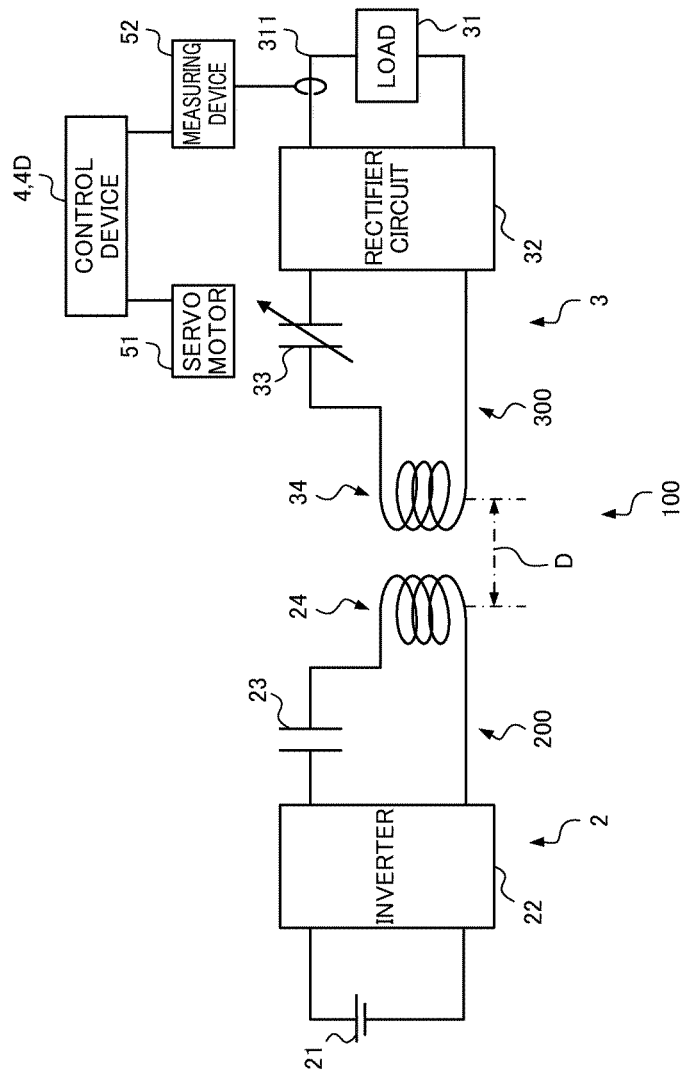 4,4D
CONTROL
DEVICE
51
SERVO
MOTOR
52
MEASURING
DEVICE
311
31
LOAD
RECTIFIER
CIRCUIT
32
33
34
24
23
INVERTER
22
21
D
3
300
200
2
100